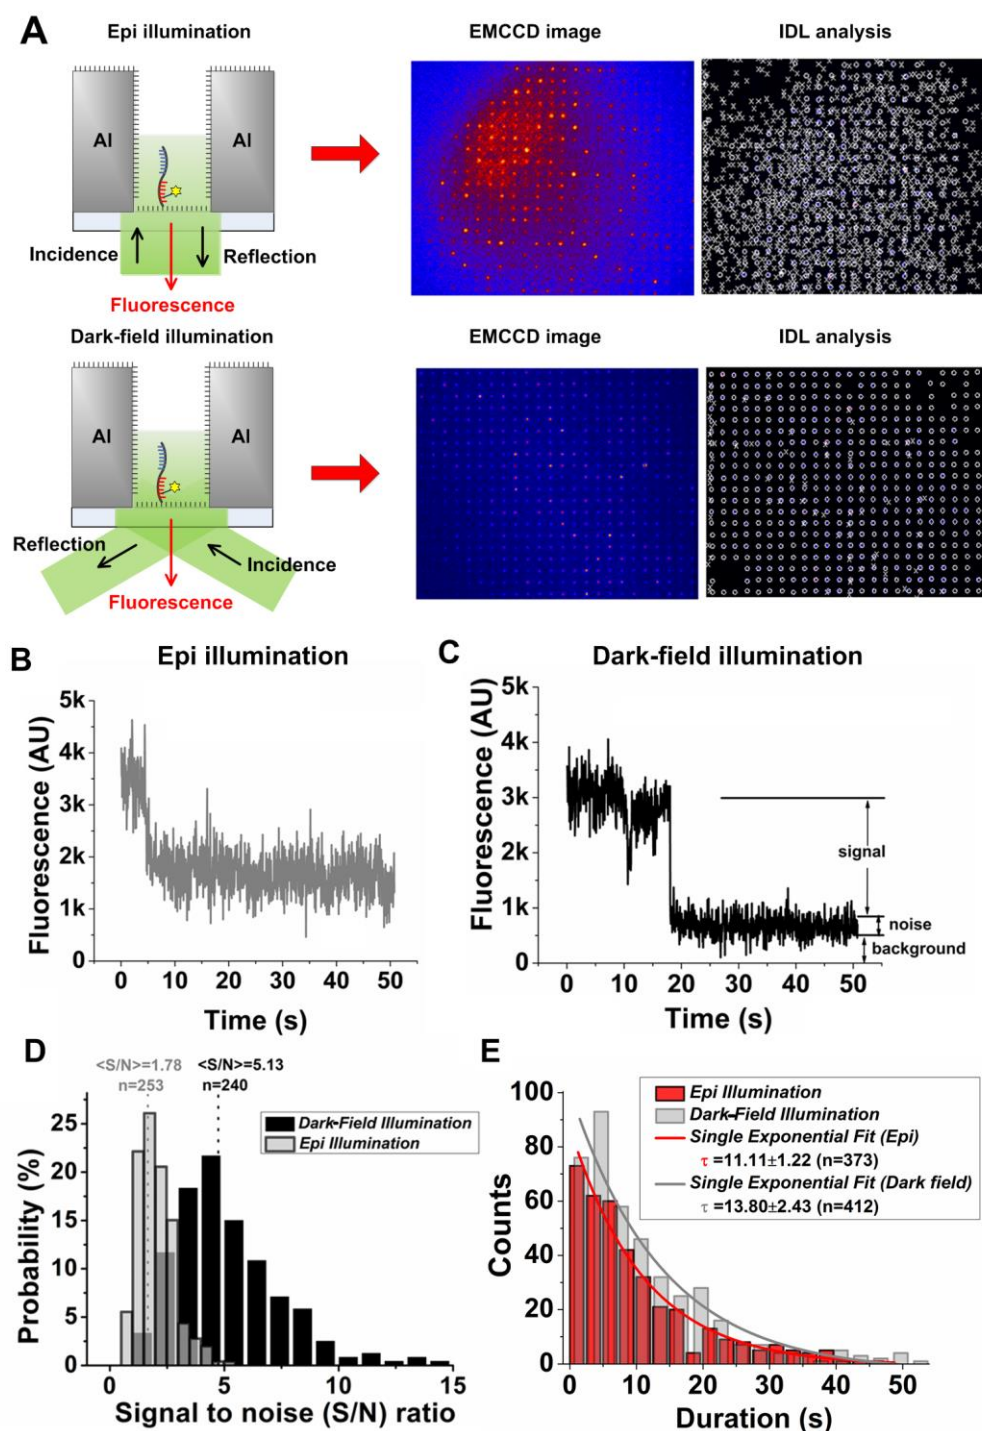 A
Epi illumination
EMCCD image
IDL analysis
Al
Al
Incidence
Reflection
Fluorescence
Dark-field illumination
EMCCD image
IDL analysis
Al
Al
Reflection
Incidence
Fluorescence
B
Epi illumination
Fluorescence (AU)
5k
4k
3k
2k
1k
0
0 10 20 30 40 50
Time (s)
C
Dark-field illumination
Fluorescence (AU)
5k
4k
3k
2k
1k
0
signal
noise
background
0 10 20 30 40 50
Time (s)
D
<S/N>=1.78
n=253
<S/N>=5.13
n=240
Dark-Field Illumination
Epi Illumination
Probability (%)
25
20
15
10
5
0
0 5 10 15
Signal to noise (S/N) ratio
E
Epi Illumination
Dark-Field Illumination
Single Exponential Fit (Epi)
τ =11.11±1.22 (n=373)
Single Exponential Fit (Dark field)
τ =13.80±2.43 (n=412)
Counts
100
80
60
40
20
0
0 10 20 30 40 50
Duration (s)